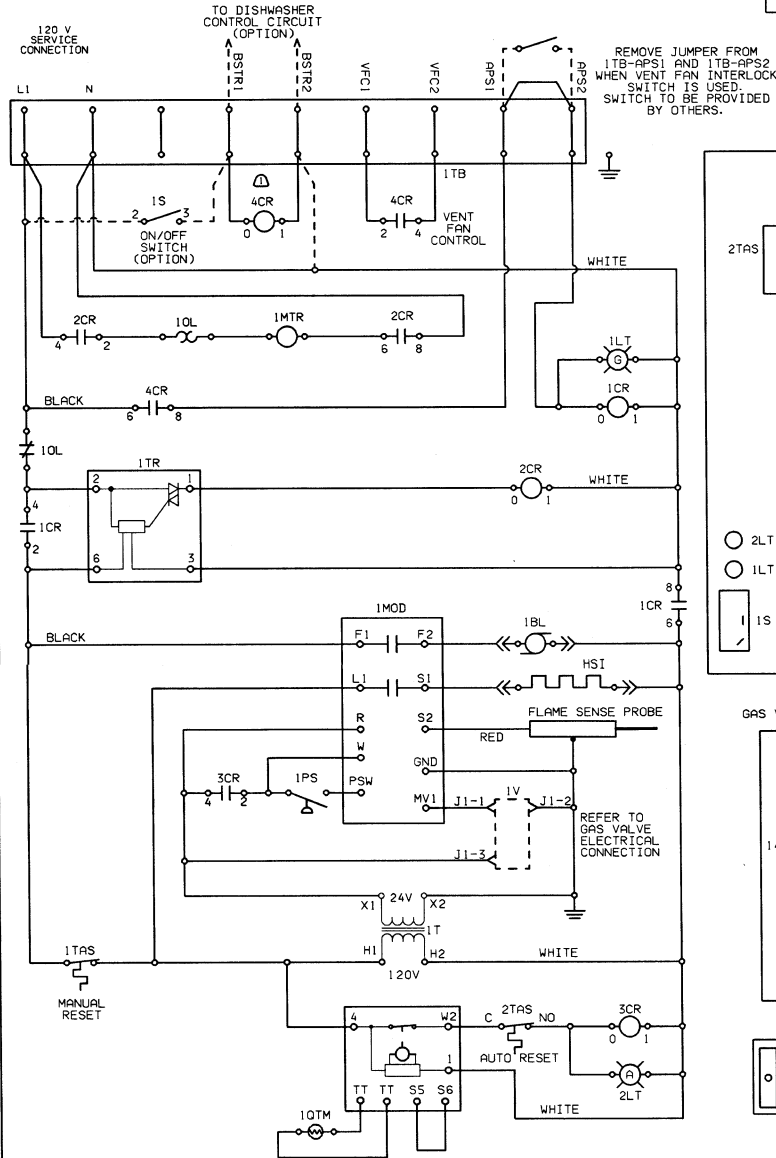 TO DISHWASHER
CONTROL CIRCUIT
(OPTION)
120 V
SERVICE
CONNECTION
L1
N
BSTR1
BSTR2
VFC1
VFC2
APS1
APS2
REMOVE JUMPER FROM
1TB-APS1 AND 1TB-APS2
WHEN VENT FAN INTERLOCK
SWITCH IS USED.
SWITCH TO BE PROVIDED
BY OTHERS.
1TB
1S
2
3
ON/OFF
SWITCH
(OPTION)
1
4CR
0
1
4CR
2
4
VENT
FAN
CONTROL
WHITE
2TAS
2CR
4
2
1OL
1MTR
2CR
6
8
1LT
G
1CR
0
1
BLACK
4CR
6
8
1OL
1TR
2
1
6
3
2CR
0
1
WHITE
4
1CR
2
2LT
1LT
1S
8
1CR
6
1MOD
BLACK
F1
F2
1BL
L1
S1
HSI
R
S2
RED
FLAME SENSE PROBE
GAS V
W
GND
3CR
4
2
1PS
PSW
MV1
J1-1
1V
J1-2
J1-3
REFER TO
GAS VALVE
ELECTRICAL
CONNECTION
14
X1
24V
X2
1T
H1
H2
120V
WHITE
1TAS
MANUAL
RESET
4
W2
C
2TAS
NO
AUTO RESET
3CR
0
1
1
A
2LT
TT
TT
S5
S6
1QTM
WHITE